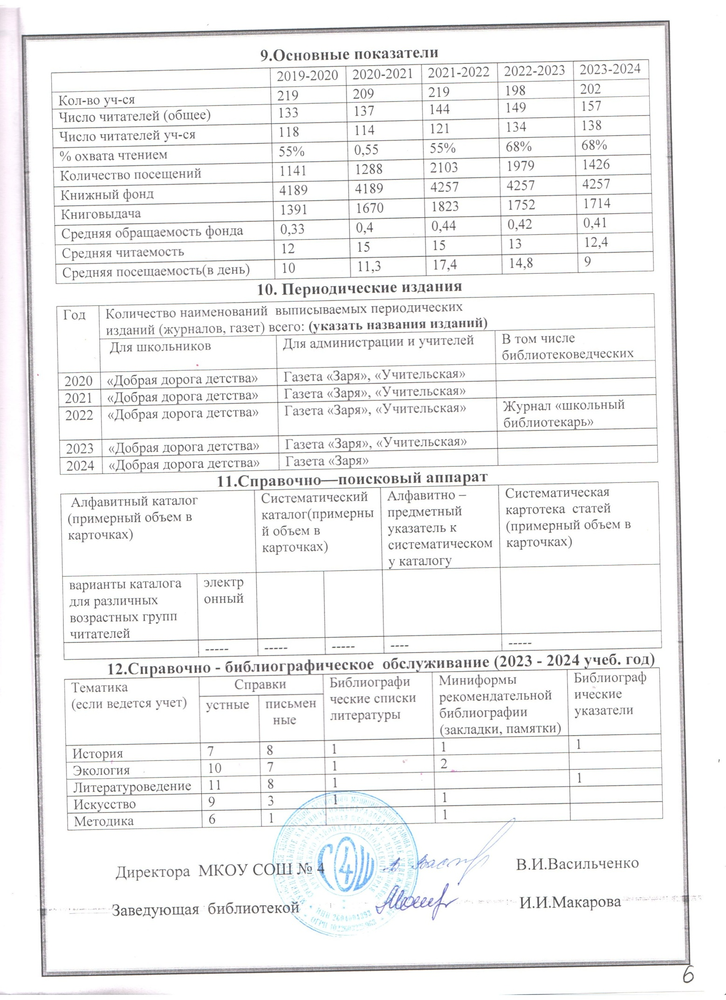 9.Основные показатели
2019-2020 2020-2021 2021-2022 2022-2023 2023-2024
Кол-во уч-ся 219 209 219 198 202
Число читателей (общее) 133 137 144 149 157
Число читателей уч-ся 118 114 121 134 138
% охвата чтением 55% 0,55 55% 68% 68%
Количество посещений 1141 1288 2103 1979 1426
Книжный фонд 4189 4189 4257 4257 4257
Книговыдача 1391 1670 1823 1752 1714
Средняя обращаемость фонда 0,33 0,4 0,44 0,42 0,41
Средняя читаемость 12 15 15 13 12,4
Средняя посещаемость(в день) 10 11,3 17,4 14,8 9
10. Периодические издания
Год Количество наименований выписываемых периодических
изданий (журналов, газет) всего: (указать названия изданий)
Для школьников Для администрации и учителей В том числе
библиотековедческих
2020 «Добрая дорога детства» Газета «Заря», «Учительская»
2021 «Добрая дорога детства» Газета «Заря», «Учительская»
2022 «Добрая дорога детства» Газета «Заря», «Учительская» Журнал «школьный
библиотекарь»
2023 «Добрая дорога детства» Газета «Заря», «Учительская»
2024 «Добрая дорога детства» Газета «Заря»
11.Справочно—поисковый аппарат
Алфавитный каталог
(примерный объем в
карточках)
Систематический
каталог(примерны
й объем в
карточках)
Алфавитно –
предметный
указатель к
систематическом
у каталогу
Систематическая
картотека статей
(примерный объем в
карточках)
варианты каталога
для различных
возрастных групп
читателей
электр
онный
----- ----- ----- ---- -----
12.Справочно - библиографическое обслуживание (2023 - 2024 учеб. год)
Тематика
(если ведется учет)
Справки
устные
письмен
ные
Библиографи
ческие списки
литературы
Миниформы
рекомендательной
библиографии
(закладки, памятки)
Библиограф
ические
указатели
История 7 8 1 1 1
Экология 10 7 1 2
Литературоведение 11 8 1 1
Искусство 9 3 1 1
Методика 6 1 1
Директора МКОУ СОШ № 4 В.И.Васильченко
СОШ 4
Заведующая библиотекой И.И.Макарова
6